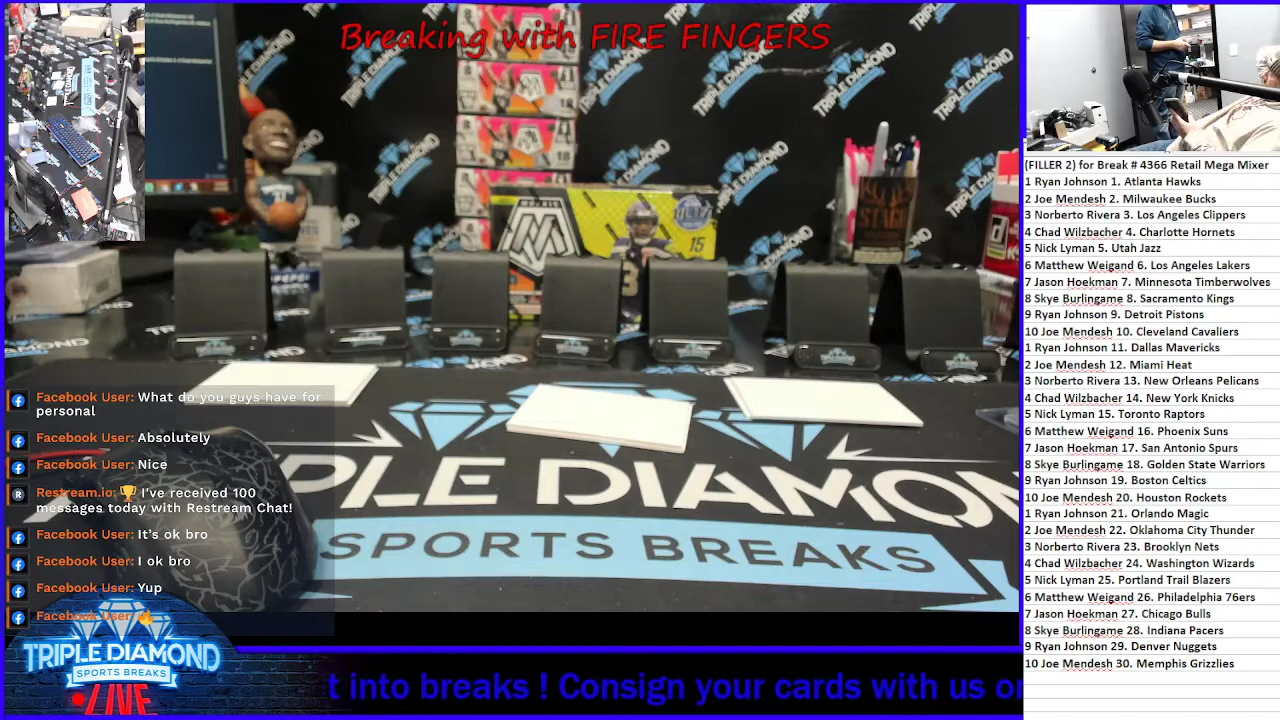 Breaking with FIRE FINGERS
TRIPLE DIAMOND
MOSAIC
15
PEPSI
STAGE
Facebook User: What do you guys have for
personal
Facebook User: Absolutely
Facebook User: Nice
Restream.io: 🏆 I've received 100
messages today with Restream Chat!
Facebook User: It's ok bro
Facebook User: I ok bro
Facebook User: Yup
Facebook User: 🔥
TRIPLE DIAMOND
SPORTS BREAKS
TRIPLE DIAMOND
SPORTS BREAKS
LIVE
t into breaks ! Consign your cards with us or
(FILLER 2) for Break # 4366 Retail Mega Mixer
1 Ryan Johnson 1. Atlanta Hawks
2 Joe Mendesh 2. Milwaukee Bucks
3 Norberto Rivera 3. Los Angeles Clippers
4 Chad Wilzbacher 4. Charlotte Hornets
5 Nick Lyman 5. Utah Jazz
6 Matthew Weigand 6. Los Angeles Lakers
7 Jason Hoekman 7. Minnesota Timberwolves
8 Skye Burlingame 8. Sacramento Kings
9 Ryan Johnson 9. Detroit Pistons
10 Joe Mendesh 10. Cleveland Cavaliers
1 Ryan Johnson 11. Dallas Mavericks
2 Joe Mendesh 12. Miami Heat
3 Norberto Rivera 13. New Orleans Pelicans
4 Chad Wilzbacher 14. New York Knicks
5 Nick Lyman 15. Toronto Raptors
6 Matthew Weigand 16. Phoenix Suns
7 Jason Hoekman 17. San Antonio Spurs
8 Skye Burlingame 18. Golden State Warriors
9 Ryan Johnson 19. Boston Celtics
10 Joe Mendesh 20. Houston Rockets
1 Ryan Johnson 21. Orlando Magic
2 Joe Mendesh 22. Oklahoma City Thunder
3 Norberto Rivera 23. Brooklyn Nets
4 Chad Wilzbacher 24. Washington Wizards
5 Nick Lyman 25. Portland Trail Blazers
6 Matthew Weigand 26. Philadelphia 76ers
7 Jason Hoekman 27. Chicago Bulls
8 Skye Burlingame 28. Indiana Pacers
9 Ryan Johnson 29. Denver Nuggets
10 Joe Mendesh 30. Memphis Grizzlies